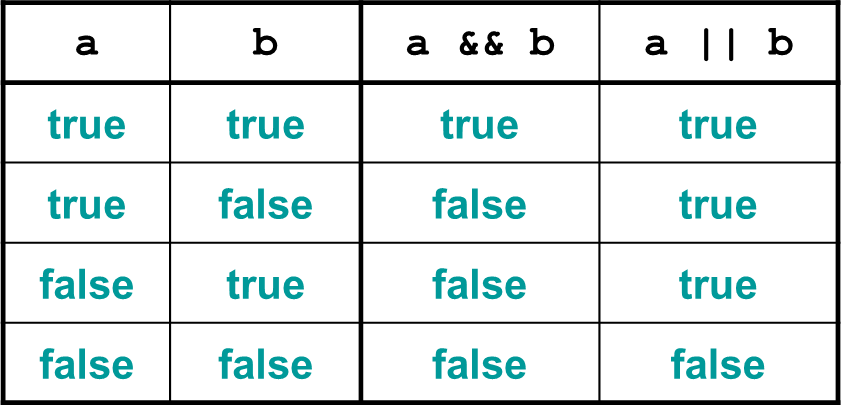 a b a && b a || b
true true true true
true false false true
false true false true
false false false false